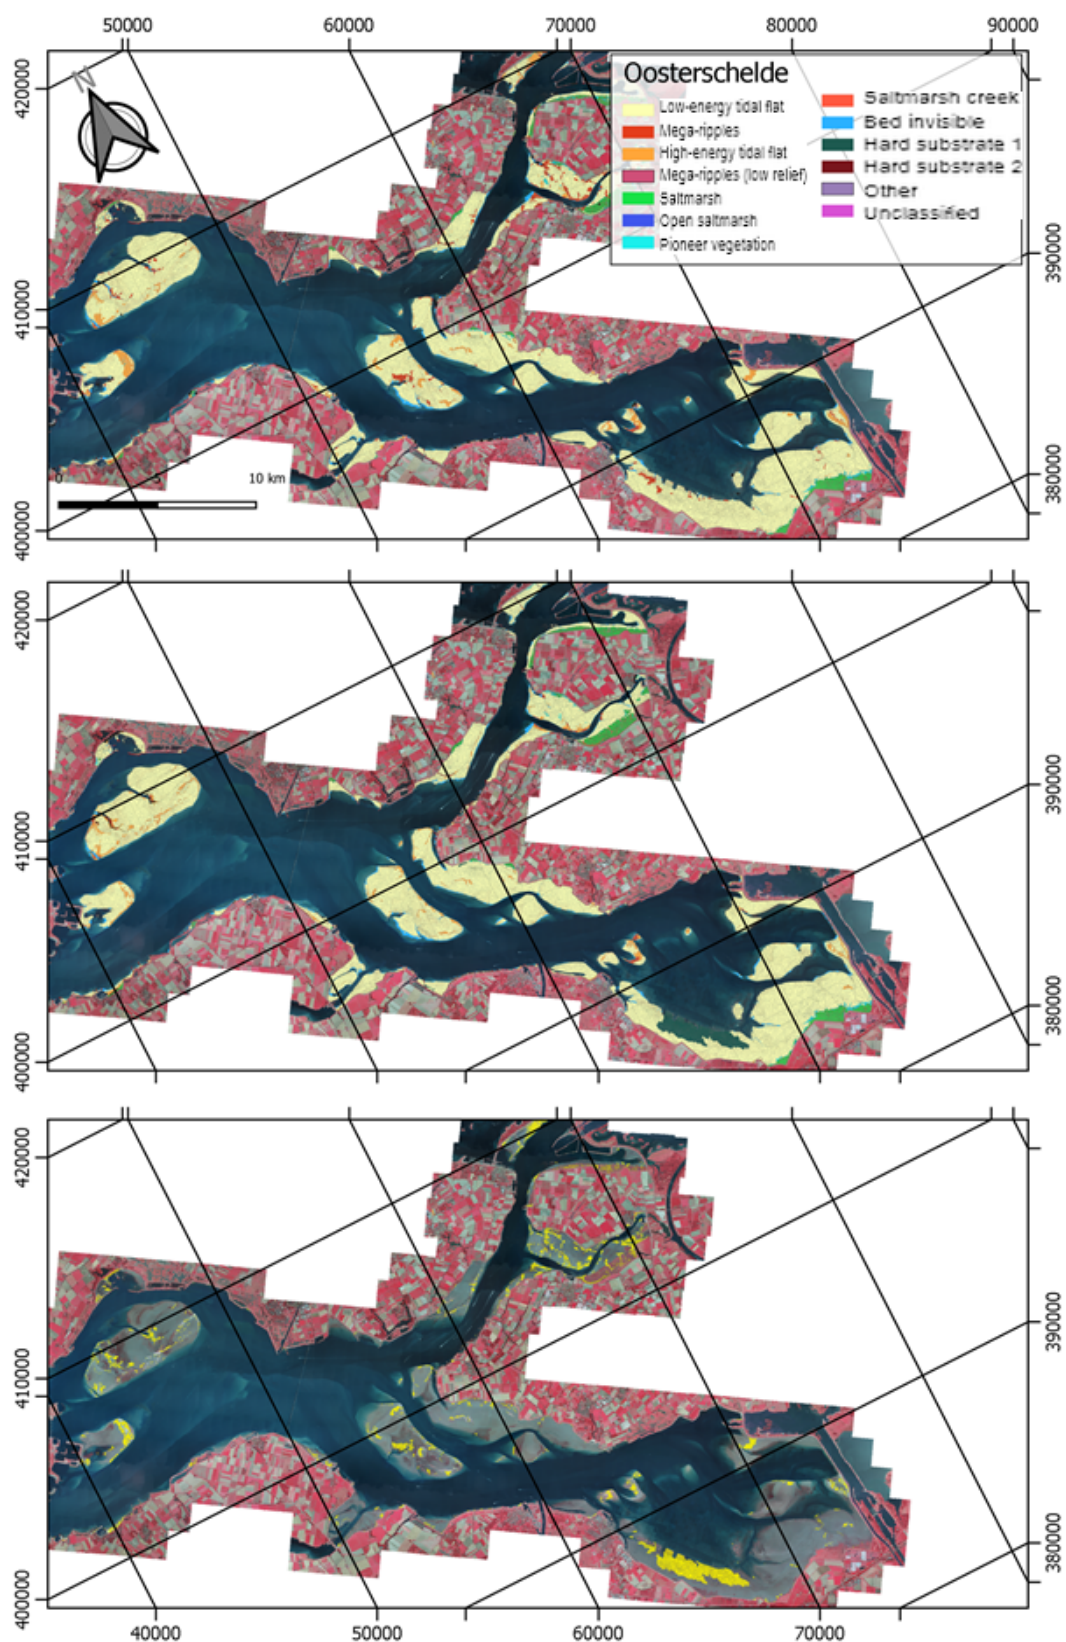 50000 60000 70000 80000 90000
Oosterschelde
Low-energy tidal flat
Mega-ripples
High-energy tidal flat
Mega-ripples (low relief)
Saltmarsh
Open saltmarsh
Pioneer vegetation
Saltmarsh creek
Bed invisible
Hard substrate 1
Hard substrate 2
Other
Unclassified
N
420000
410000
400000
390000
380000
0 5 10 km
420000
410000
400000
390000
380000
420000
410000
400000
390000
380000
40000 50000 60000 70000